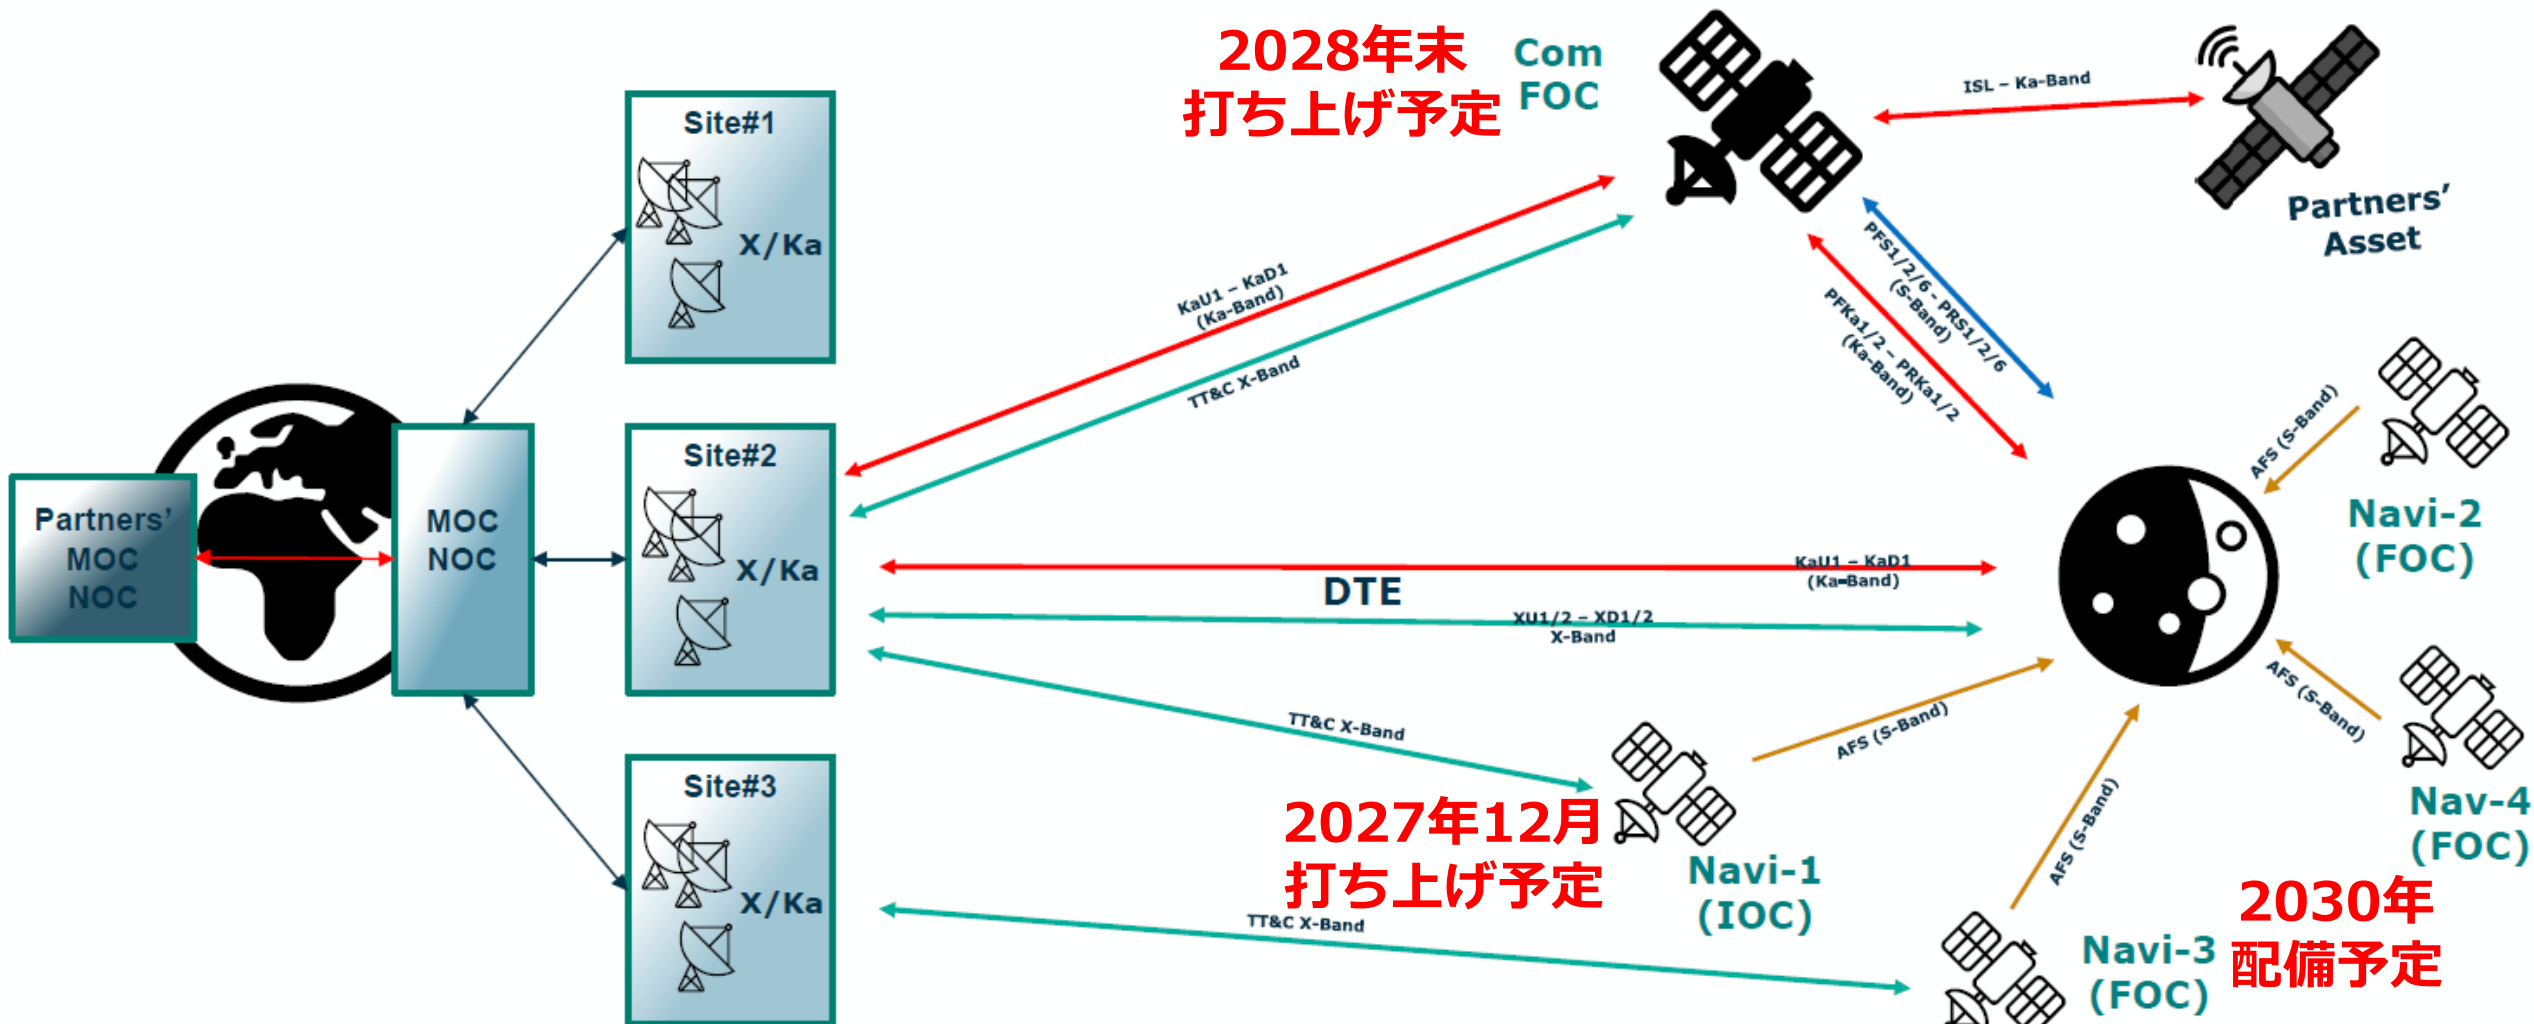 2028年末
打ち上げ予定
Com
FOC
ISL – Ka-Band
Partners’
Asset
Site#1
X/Ka
KaU1 – KaD1
(Ka-Band)
TT&C X-Band
PFS1/2/6 - PRS1/2/6
(S-Band)
PFKa1/2 – PRKa1/2
(Ka-Band)
AFS (S-Band)
Navi-2
(FOC)
Partners’
MOC
NOC
MOC
NOC
Site#2
X/Ka
KaU1 – KaD1
(Ka-Band)
DTE
XU1/2 – XD1/2
X-Band
TT&C X-Band
AFS (S-Band)
AFS (S-Band)
Nav-4
(FOC)
2027年12月
打ち上げ予定
Navi-1
(IOC)
AFS (S-Band)
Site#3
X/Ka
TT&C X-Band
Navi-3
(FOC)
2030年
配備予定